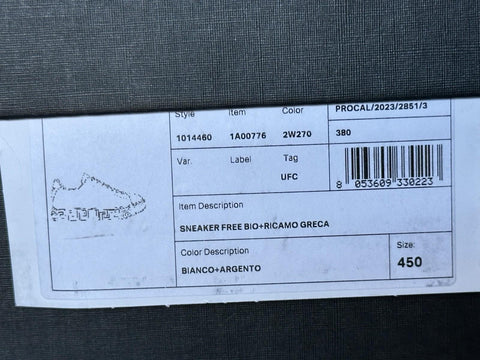 Style Item Color PROCAL/2023/2851/3
1014460 1A00776 2W270 3B0
Var. Label Tag
UFC
8 053609 330223
Item Description
SNEAKER FREE BIO+RICAMO GRECA
Color Description Size:
BIANCO+ARGENTO 450